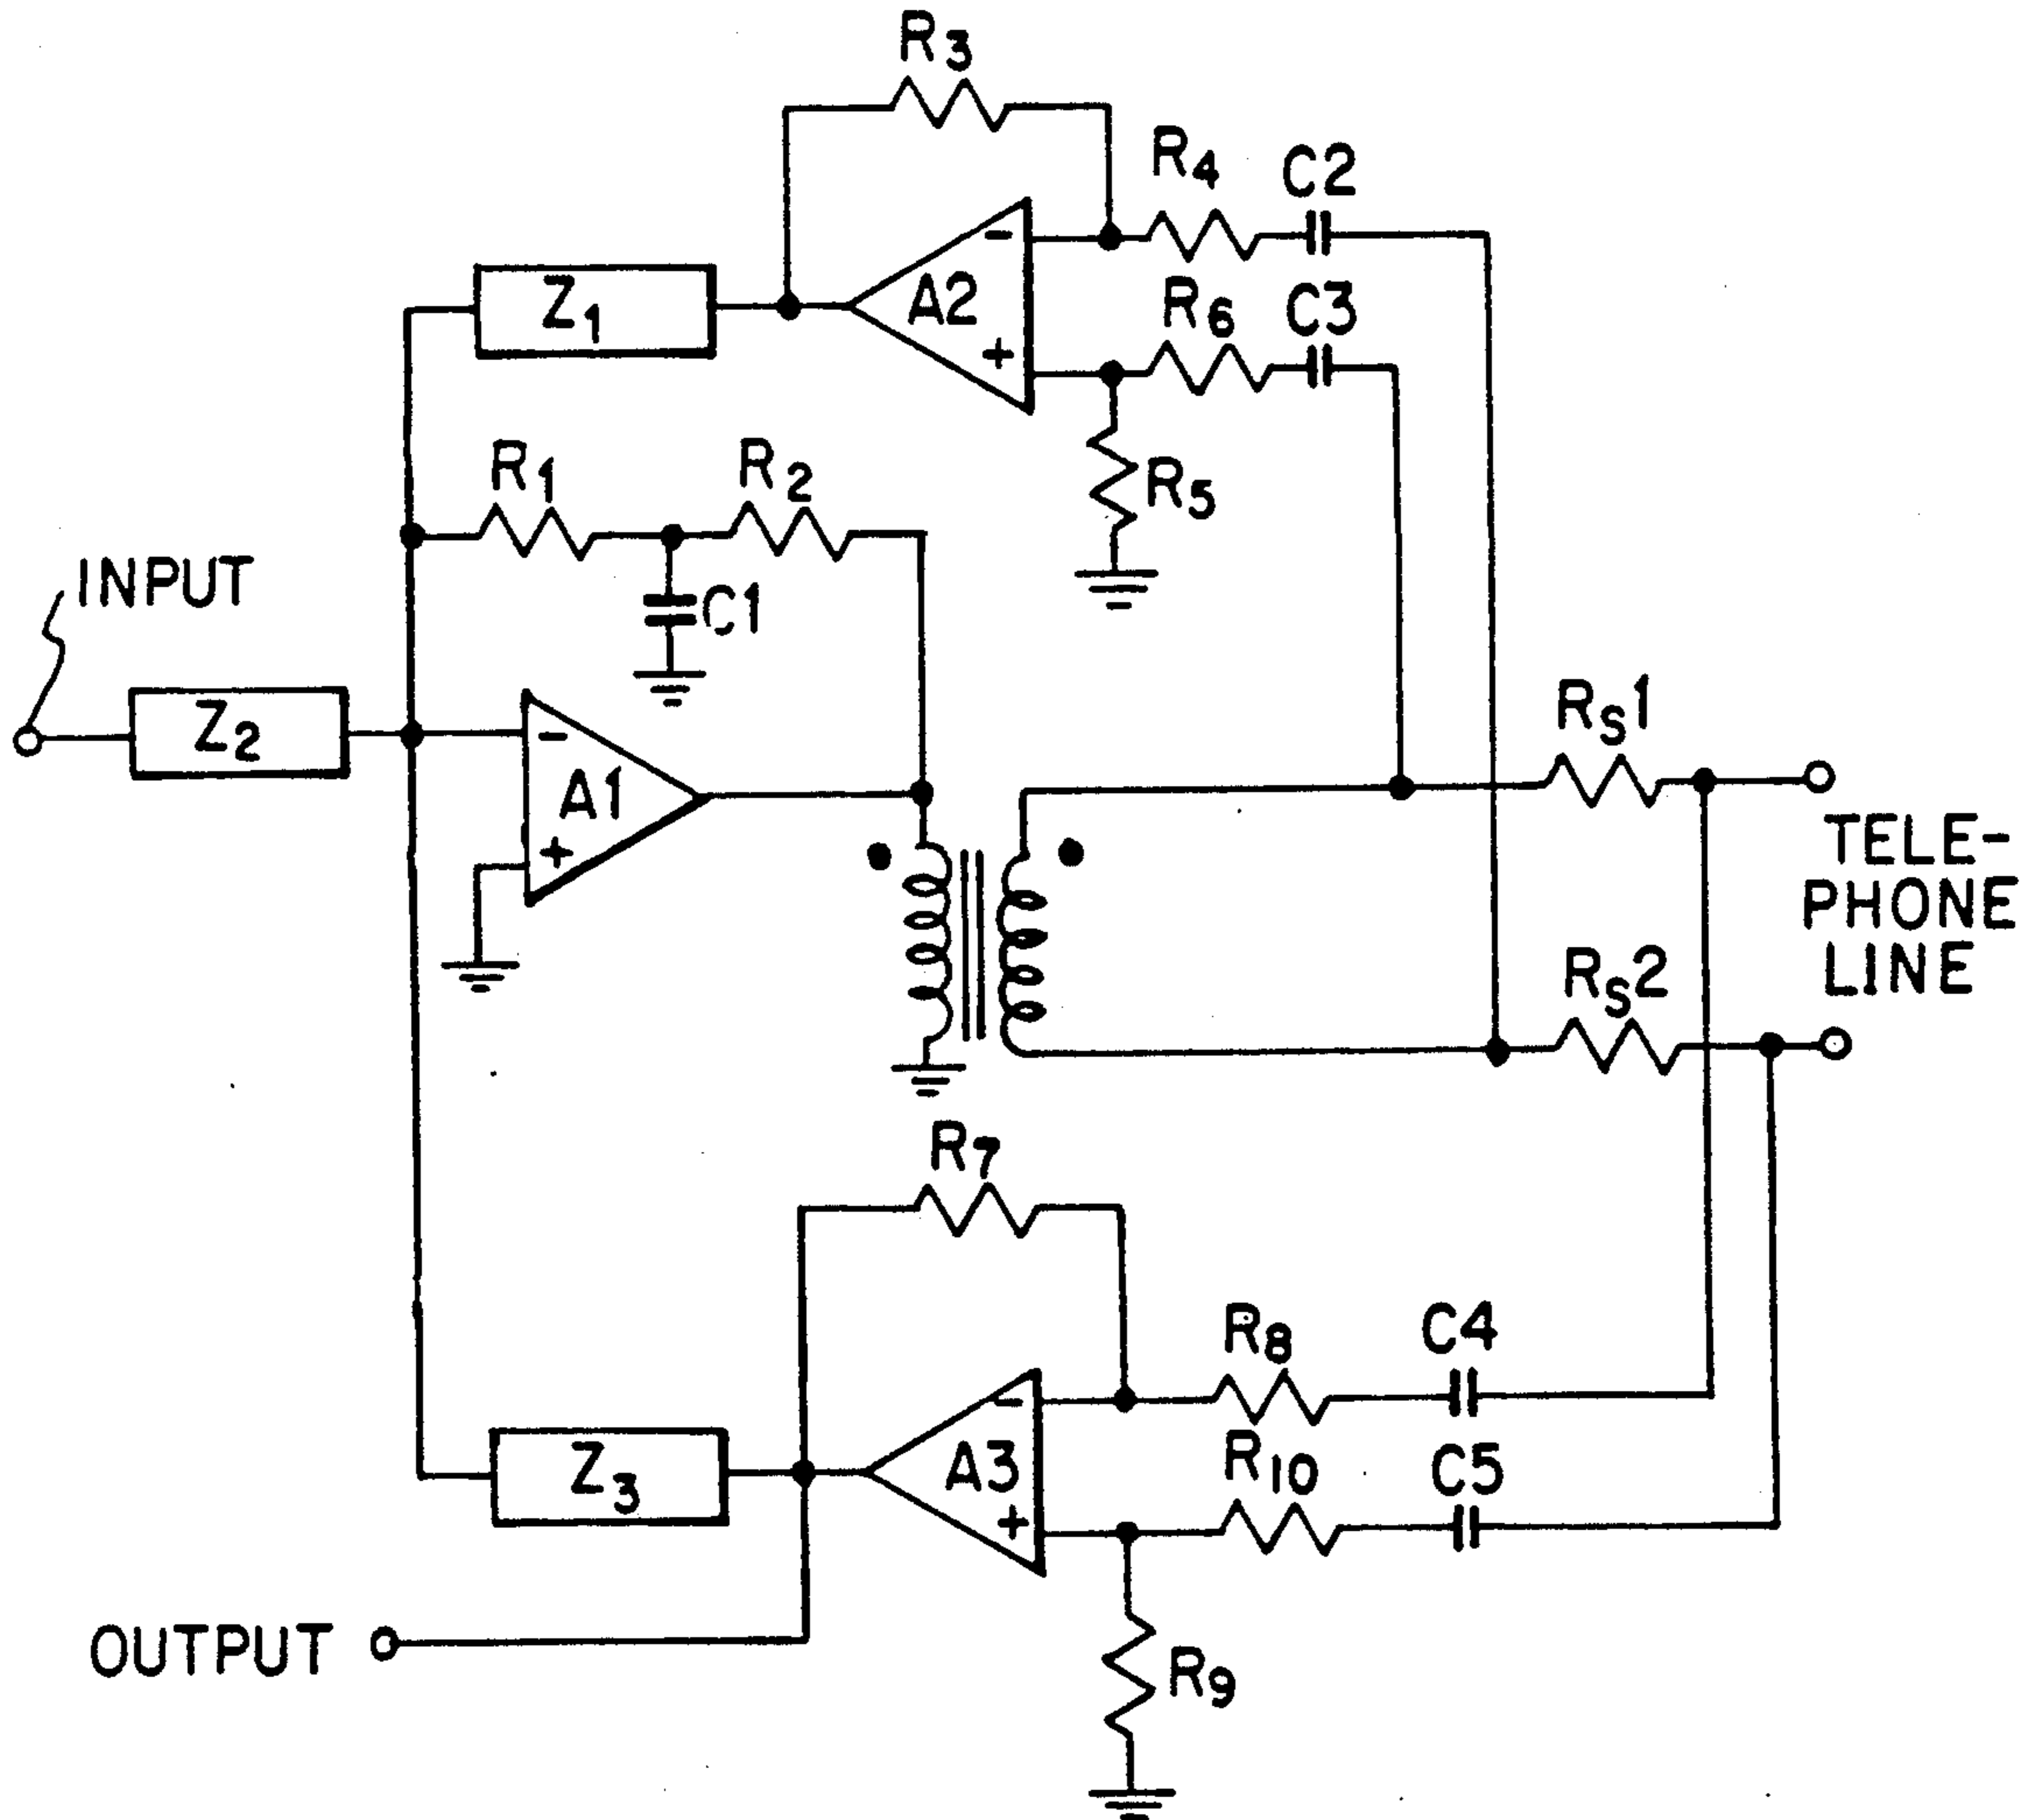 R3
R4
C2
Z1
A2
-
+
R6
C3
R1
R2
R5
INPUT
C1
Z2
-
A1
+
RS1
TELE-
PHONE
LINE
RS2
R7
R8
C4
Z3
-
A3
+
R10
C5
OUTPUT
R9